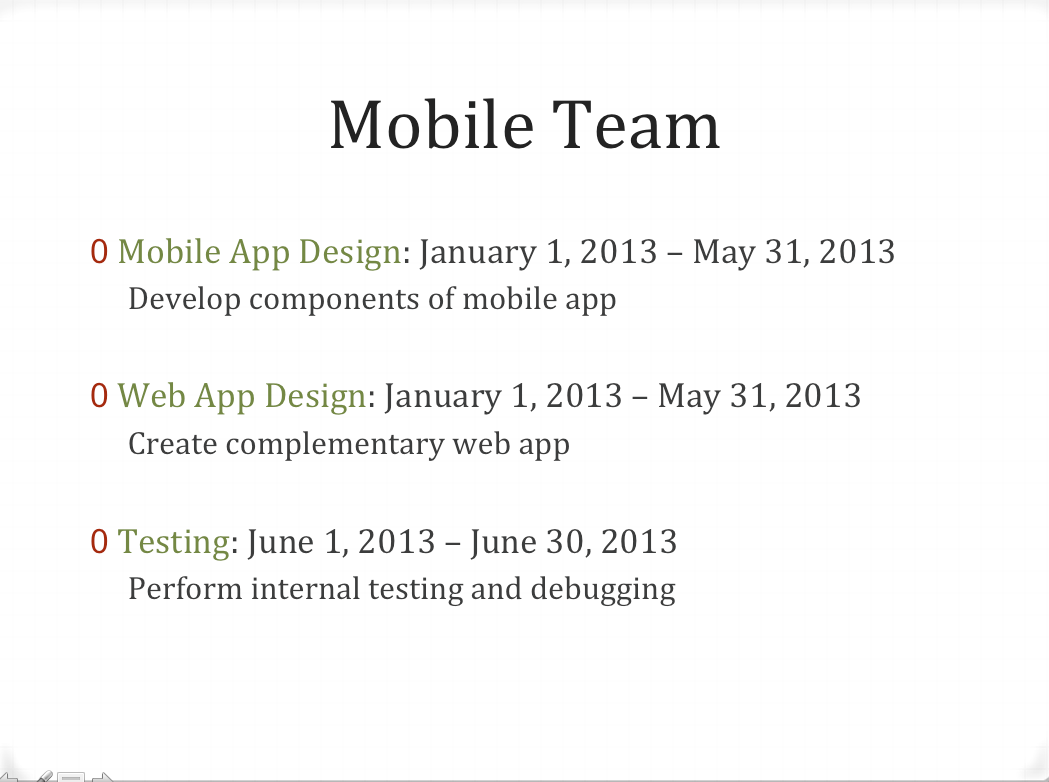 Mobile Team
0 Mobile App Design: January 1, 2013 – May 31, 2013
Develop components of mobile app
0 Web App Design: January 1, 2013 – May 31, 2013
Create complementary web app
0 Testing: June 1, 2013 – June 30, 2013
Perform internal testing and debugging